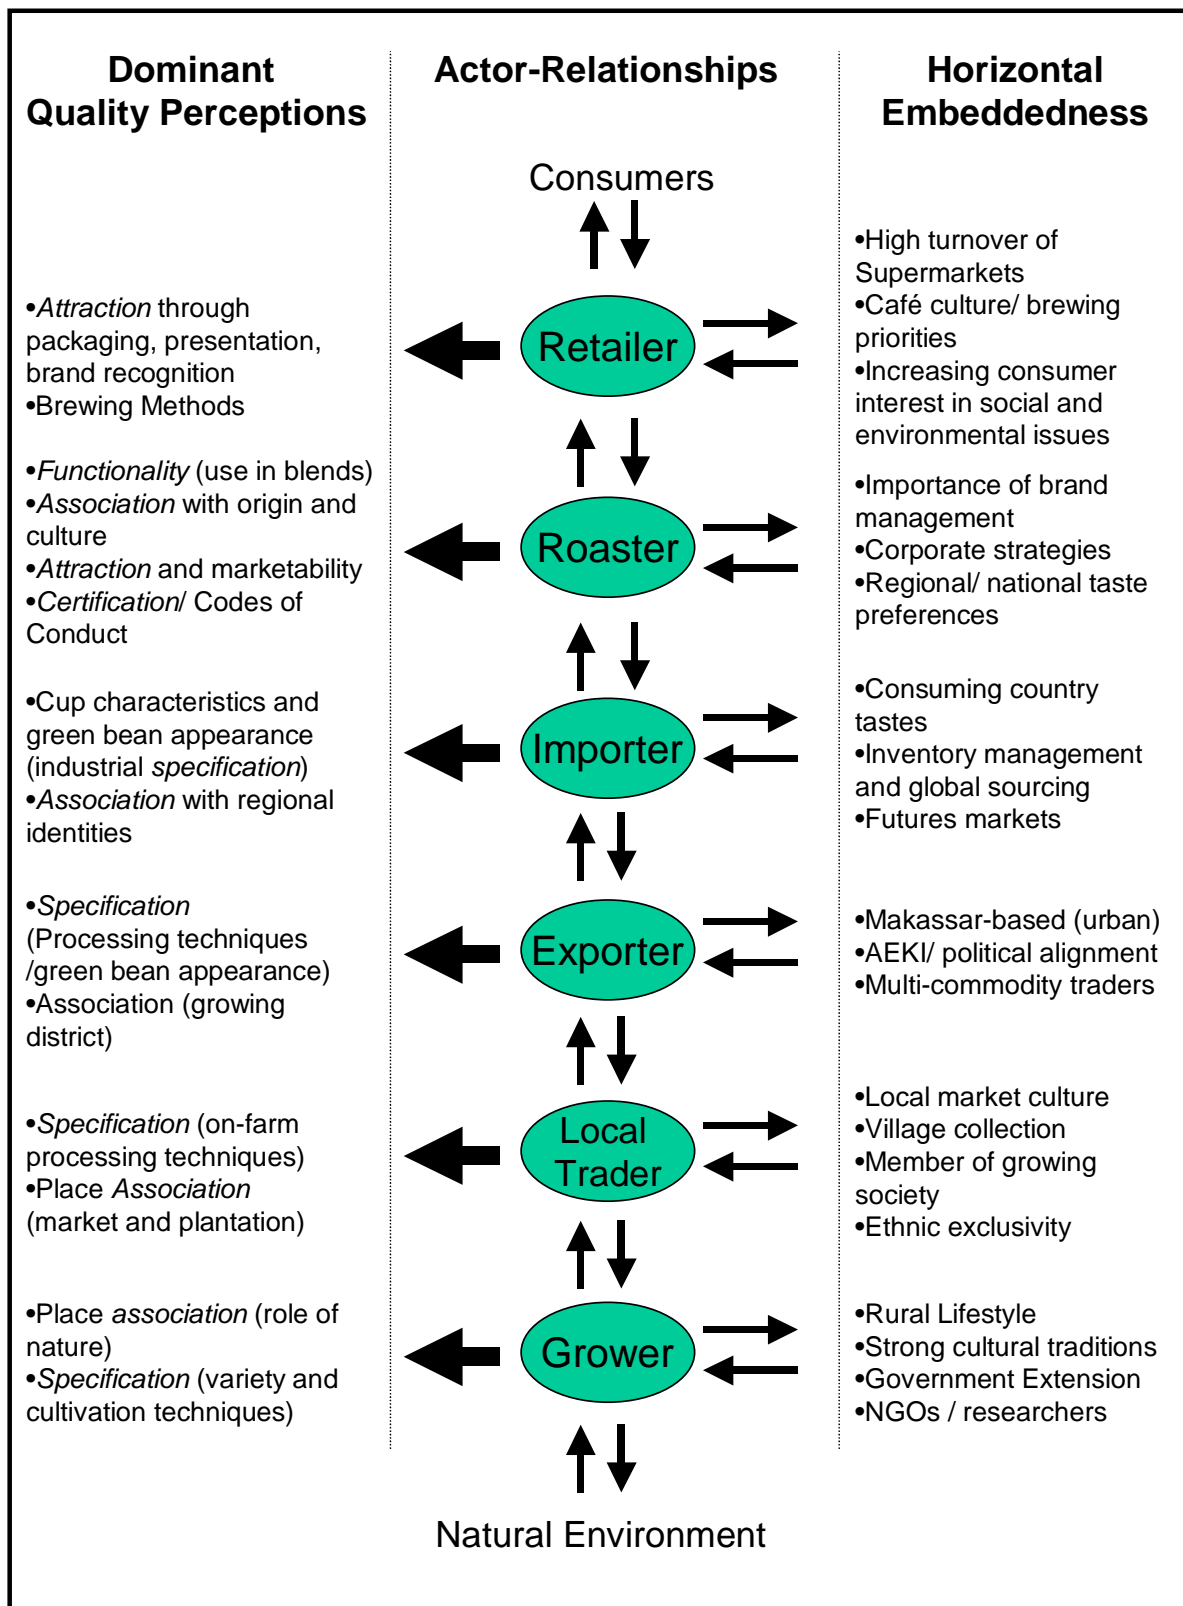 Dominant
Quality Perceptions
Actor-Relationships
Horizontal
Embeddedness
Consumers
•Attraction through
packaging, presentation,
brand recognition
•Brewing Methods
Retailer
•High turnover of
Supermarkets
•Café culture/ brewing
priorities
•Increasing consumer
interest in social and
environmental issues
•Functionality (use in blends)
•Association with origin and
culture
•Attraction and marketability
•Certification/ Codes of
Conduct
Roaster
•Importance of brand
management
•Corporate strategies
•Regional/ national taste
preferences
•Cup characteristics and
green bean appearance
(industrial specification)
•Association with regional
identities
Importer
•Consuming country
tastes
•Inventory management
and global sourcing
•Futures markets
•Specification
(Processing techniques
/green bean appearance)
•Association (growing
district)
Exporter
•Makassar-based (urban)
•AEKI/ political alignment
•Multi-commodity traders
•Specification (on-farm
processing techniques)
•Place Association
(market and plantation)
Local
Trader
•Local market culture
•Village collection
•Member of growing
society
•Ethnic exclusivity
•Place association (role of
nature)
•Specification (variety and
cultivation techniques)
Grower
•Rural Lifestyle
•Strong cultural traditions
•Government Extension
•NGOs / researchers
Natural Environment